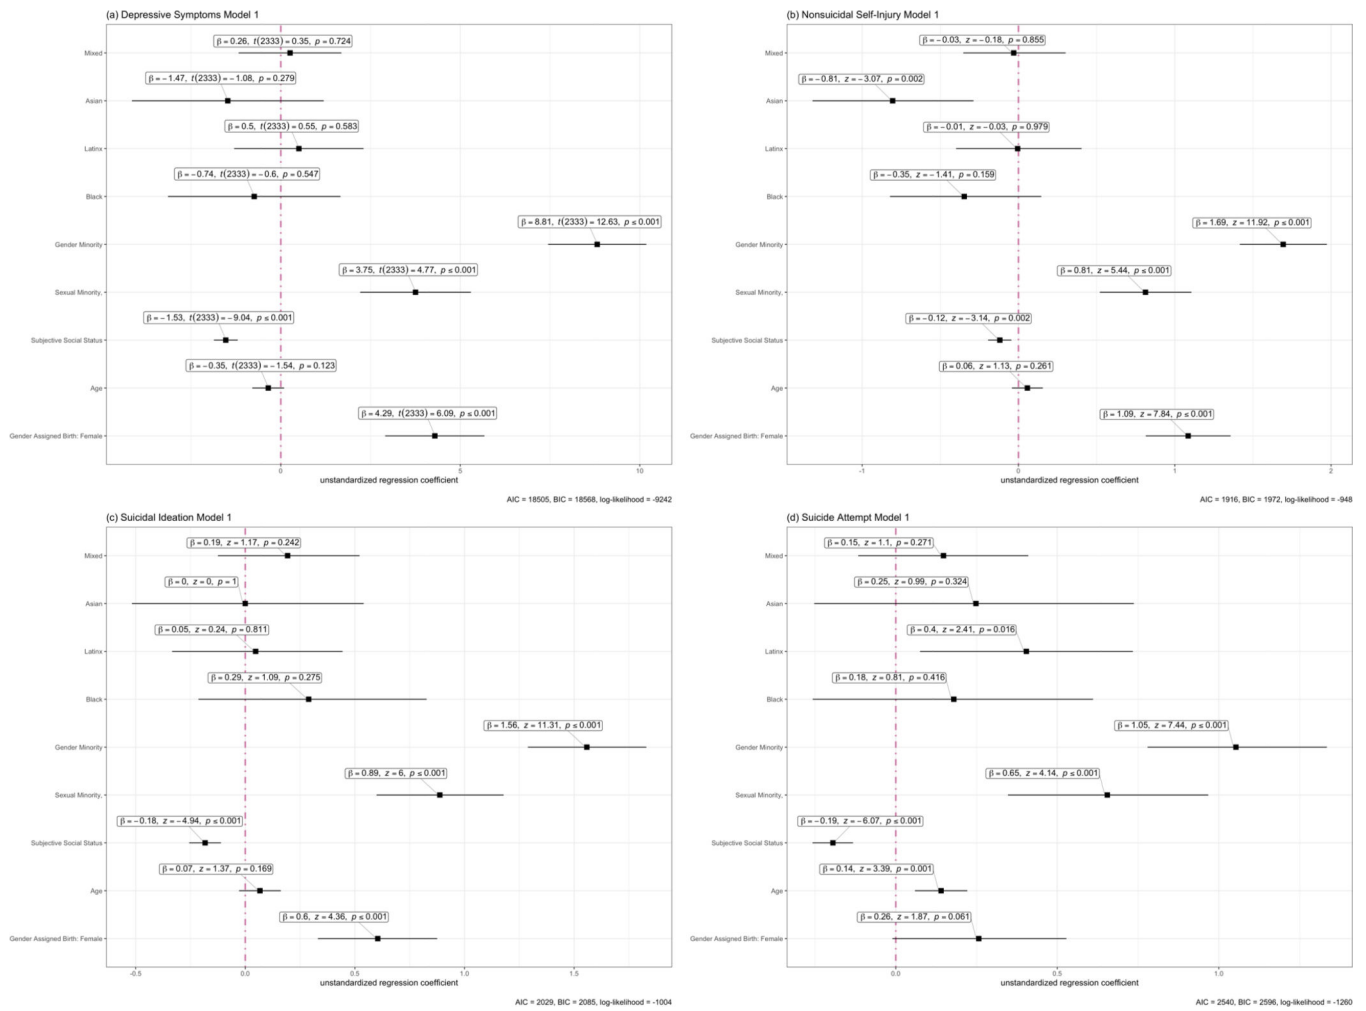 (a) Depressive Symptoms Model 1
Mixed
β = 0.26, t(2333) = 0.35, p = 0.724
Asian
β = −1.47, t(2333) = −1.08, p = 0.279
Latinx
β = 0.5, t(2333) = 0.55, p = 0.583
Black
β = −0.74, t(2333) = −0.6, p = 0.547
Gender Minority
β = 8.81, t(2333) = 12.63, p ≤ 0.001
Sexual Minority,
β = 3.75, t(2333) = 4.77, p ≤ 0.001
Subjective Social Status
β = −1.53, t(2333) = −9.04, p ≤ 0.001
Age
β = −0.35, t(2333) = −1.54, p = 0.123
Gender Assigned Birth: Female
β = 4.29, t(2333) = 6.09, p ≤ 0.001
0 5 10
unstandardized regression coefficient
AIC = 18505, BIC = 18568, log-likelihood = -9242
(b) Nonsuicidal Self-Injury Model 1
Mixed
β = −0.03, z = −0.18, p = 0.855
Asian
β = −0.81, z = −3.07, p = 0.002
Latinx
β = −0.01, z = −0.03, p = 0.979
Black
β = −0.35, z = −1.41, p = 0.159
Gender Minority
β = 1.69, z = 11.92, p ≤ 0.001
Sexual Minority,
β = 0.81, z = 5.44, p ≤ 0.001
Subjective Social Status
β = −0.12, z = −3.14, p = 0.002
Age
β = 0.06, z = 1.13, p = 0.261
Gender Assigned Birth: Female
β = 1.09, z = 7.84, p ≤ 0.001
-1 0 1 2
unstandardized regression coefficient
AIC = 1916, BIC = 1972, log-likelihood = -948
(c) Suicidal Ideation Model 1
Mixed
β = 0.19, z = 1.17, p = 0.242
Asian
β = 0, z = 0, p = 1
Latinx
β = 0.05, z = 0.24, p = 0.811
Black
β = 0.29, z = 1.09, p = 0.275
Gender Minority
β = 1.56, z = 11.31, p ≤ 0.001
Sexual Minority,
β = 0.89, z = 6, p ≤ 0.001
Subjective Social Status
β = −0.18, z = −4.94, p ≤ 0.001
Age
β = 0.07, z = 1.37, p = 0.169
Gender Assigned Birth: Female
β = 0.6, z = 4.36, p ≤ 0.001
-0.5 0.0 0.5 1.0 1.5
unstandardized regression coefficient
AIC = 2029, BIC = 2085, log-likelihood = -1004
(d) Suicide Attempt Model 1
Mixed
β = 0.15, z = 1.1, p = 0.271
Asian
β = 0.25, z = 0.99, p = 0.324
Latinx
β = 0.4, z = 2.41, p = 0.016
Black
β = 0.18, z = 0.81, p = 0.416
Gender Minority
β = 1.05, z = 7.44, p ≤ 0.001
Sexual Minority,
β = 0.65, z = 4.14, p ≤ 0.001
Subjective Social Status
β = −0.19, z = −6.07, p ≤ 0.001
Age
β = 0.14, z = 3.39, p = 0.001
Gender Assigned Birth: Female
β = 0.26, z = 1.87, p = 0.061
0.0 0.5 1.0
unstandardized regression coefficient
AIC = 2540, BIC = 2596, log-likelihood = -1260